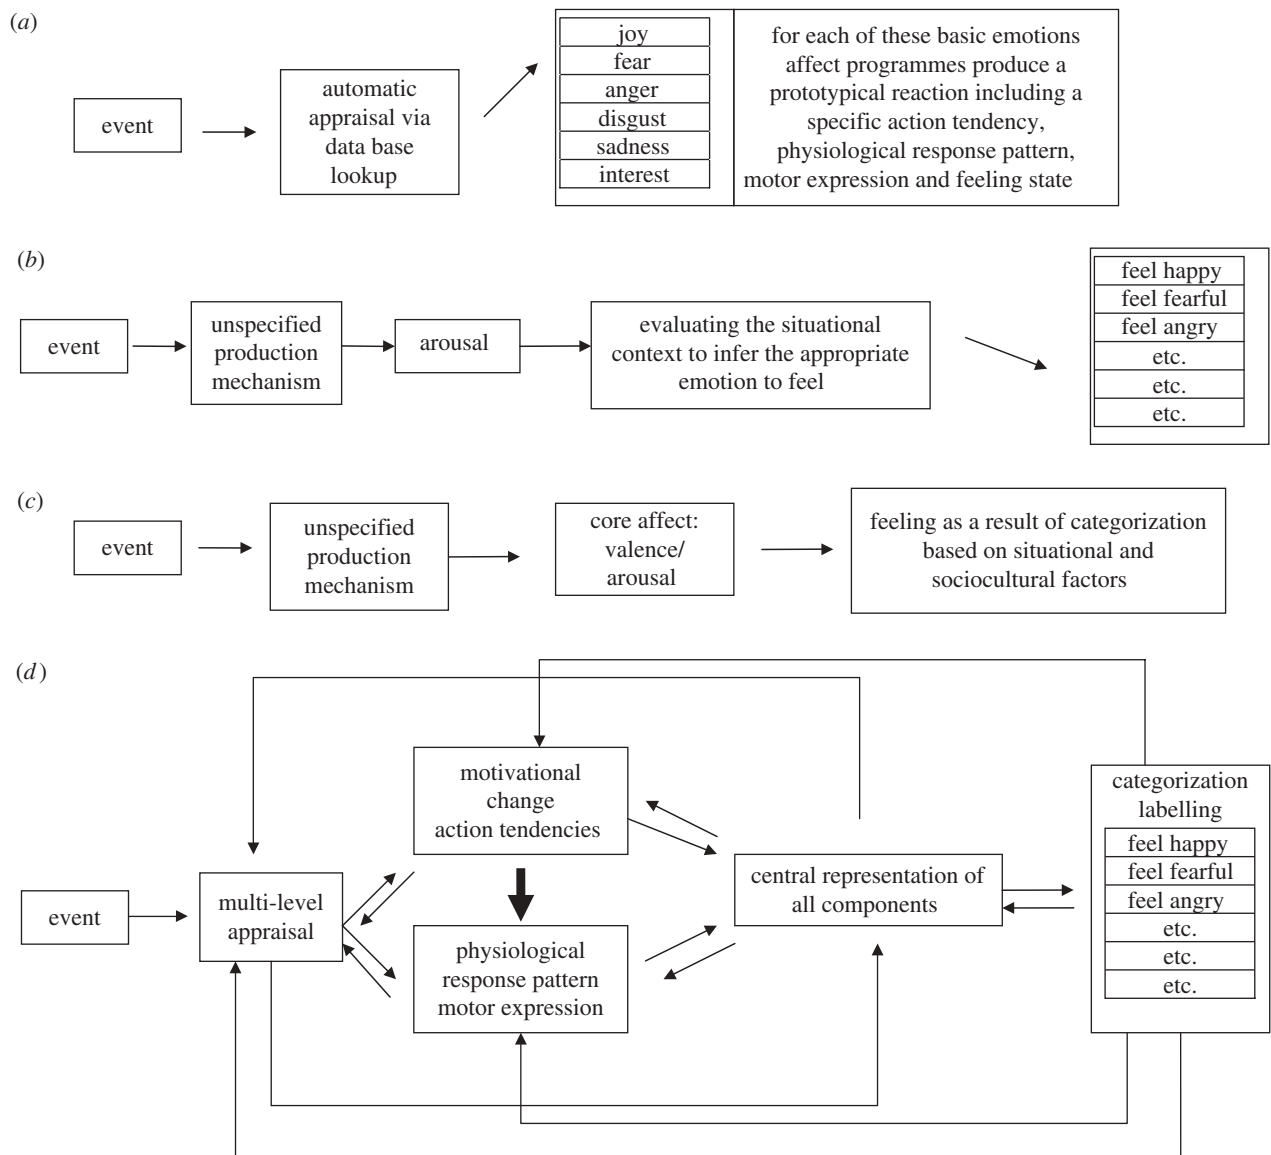 (a)
event
automatic
appraisal via
data base
lookup
joy
fear
anger
disgust
sadness
interest
for each of these basic emotions
affect programmes produce a
prototypical reaction including a
specific action tendency,
physiological response pattern,
motor expression and feeling state
(b)
event
unspecified
production
mechanism
arousal
evaluating the situational
context to infer the appropriate
emotion to feel
feel happy
feel fearful
feel angry
etc.
etc.
etc.
(c)
event
unspecified
production
mechanism
core affect:
valence/
arousal
feeling as a result of categorization
based on situational and
sociocultural factors
(d)
event
multi-level
appraisal
motivational
change
action tendencies
physiological
response pattern
motor expression
central representation of
all components
categorization
labelling
feel happy
feel fearful
feel angry
etc.
etc.
etc.